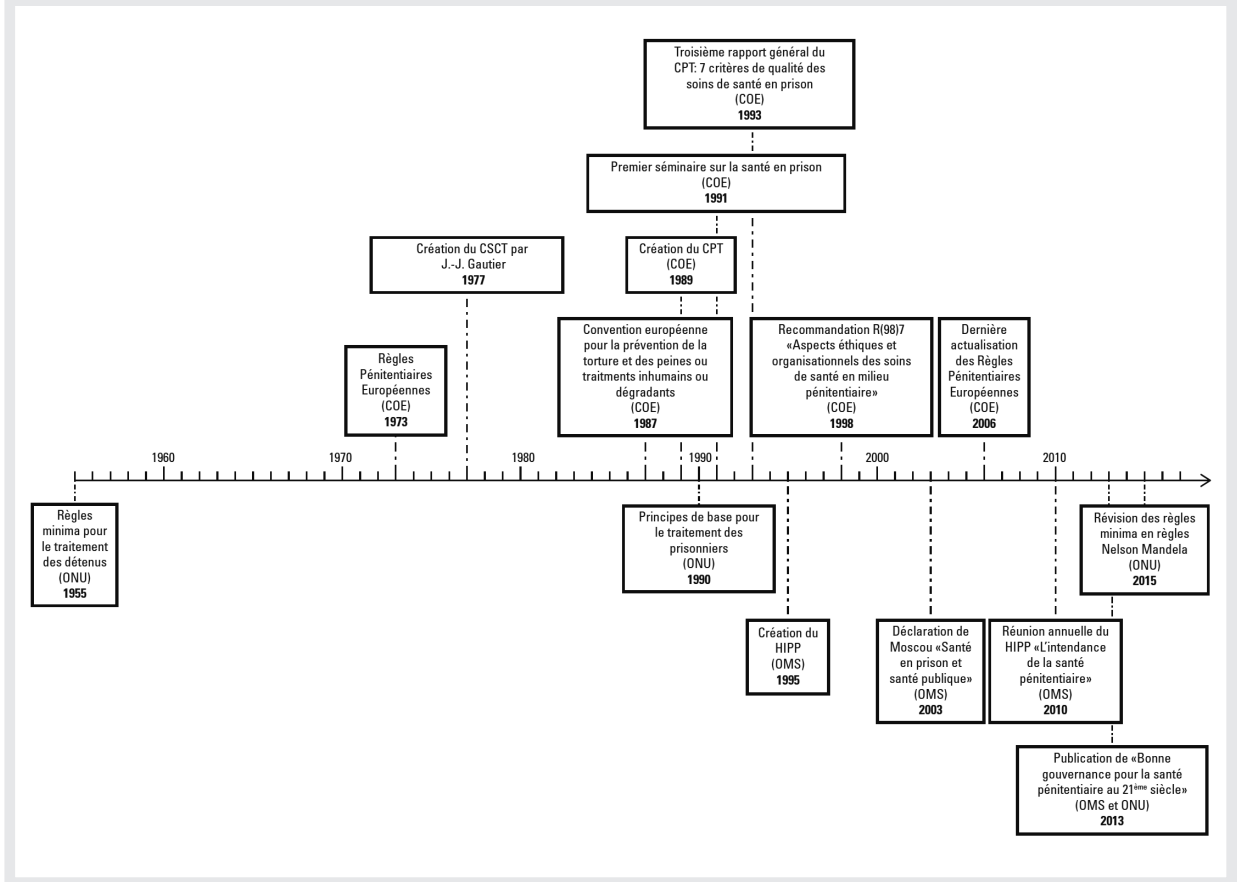 Troisième rapport général du
CPT: 7 critères de qualité des
soins de santé en prison
(COE)
1993
Premier séminaire sur la santé en prison
(COE)
1991
Création du CSCT par
J.-J. Gautier
1977
Création du CPT
(COE)
1989
Règles
Pénitentiaires
Européennes
(COE)
1973
Convention européenne
pour la prévention de la
torture et des peines ou
traitements inhumains ou
dégradants
(COE)
1987
Recommandation R(98)7
«Aspects éthiques et
organisationnels des soins
de santé en milieu
pénitentiaire»
(COE)
1998
Dernière
actualisation
des Règles
Pénitentiaires
Européennes
(COE)
2006
1960 1970 1980 1990 2000 2010
Règles
minima pour
le traitement
des détenus
(ONU)
1955
Principes de base pour
le traitement des
prisonniers
(ONU)
1990
Révision des règles
minima en règles
Nelson Mandela
(ONU)
2015
Création du
HIPP
(OMS)
1995
Déclaration de
Moscou «Santé
en prison et
santé publique»
(OMS)
2003
Réunion annuelle du
HIPP «L'intendance
de la santé
pénitentiaire»
(OMS)
2010
Publication de «Bonne
gouvernance pour la santé
pénitentiaire au 21ème siècle»
(OMS et ONU)
2013